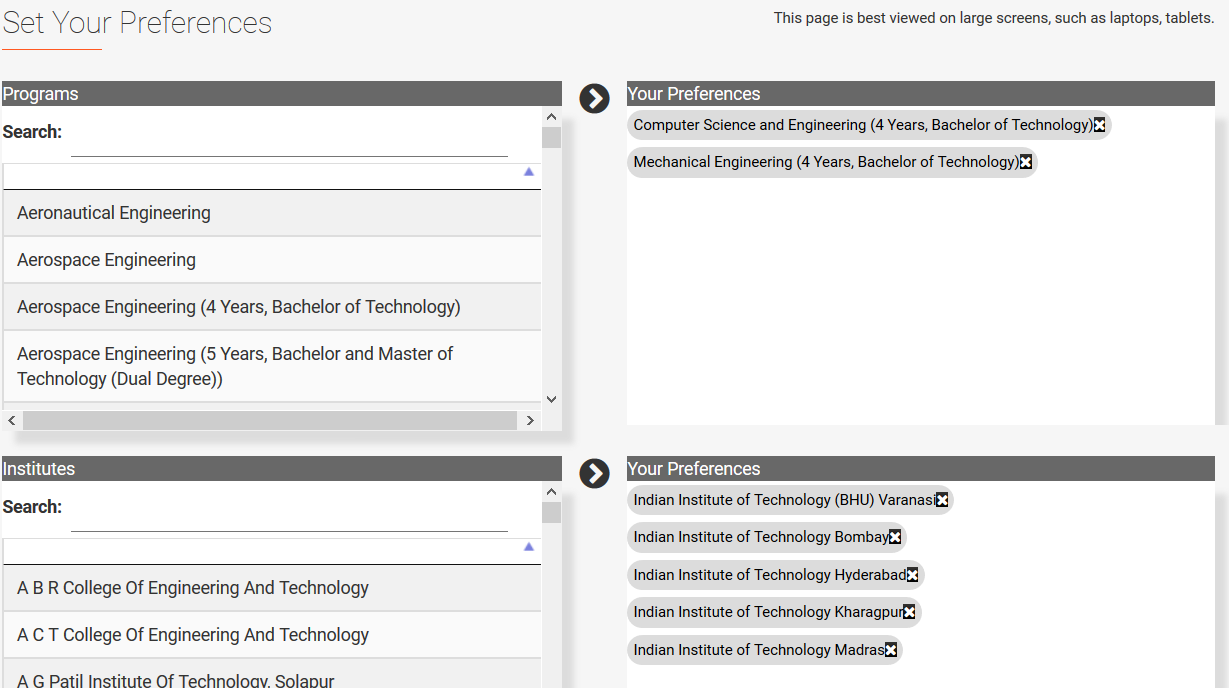 Set Your Preferences
This page is best viewed on large screens, such as laptops, tablets.
Programs
Search:
Aeronautical Engineering
Aerospace Engineering
Aerospace Engineering (4 Years, Bachelor of Technology)
Aerospace Engineering (5 Years, Bachelor and Master of
Technology (Dual Degree))
Your Preferences
Computer Science and Engineering (4 Years, Bachelor of Technology)
Mechanical Engineering (4 Years, Bachelor of Technology)
Institutes
Search:
A B R College Of Engineering And Technology
A C T College Of Engineering And Technology
A G Patil Institute Of Technology, Solapur
Your Preferences
Indian Institute of Technology (BHU) Varanasi
Indian Institute of Technology Bombay
Indian Institute of Technology Hyderabad
Indian Institute of Technology Kharagpur
Indian Institute of Technology Madras